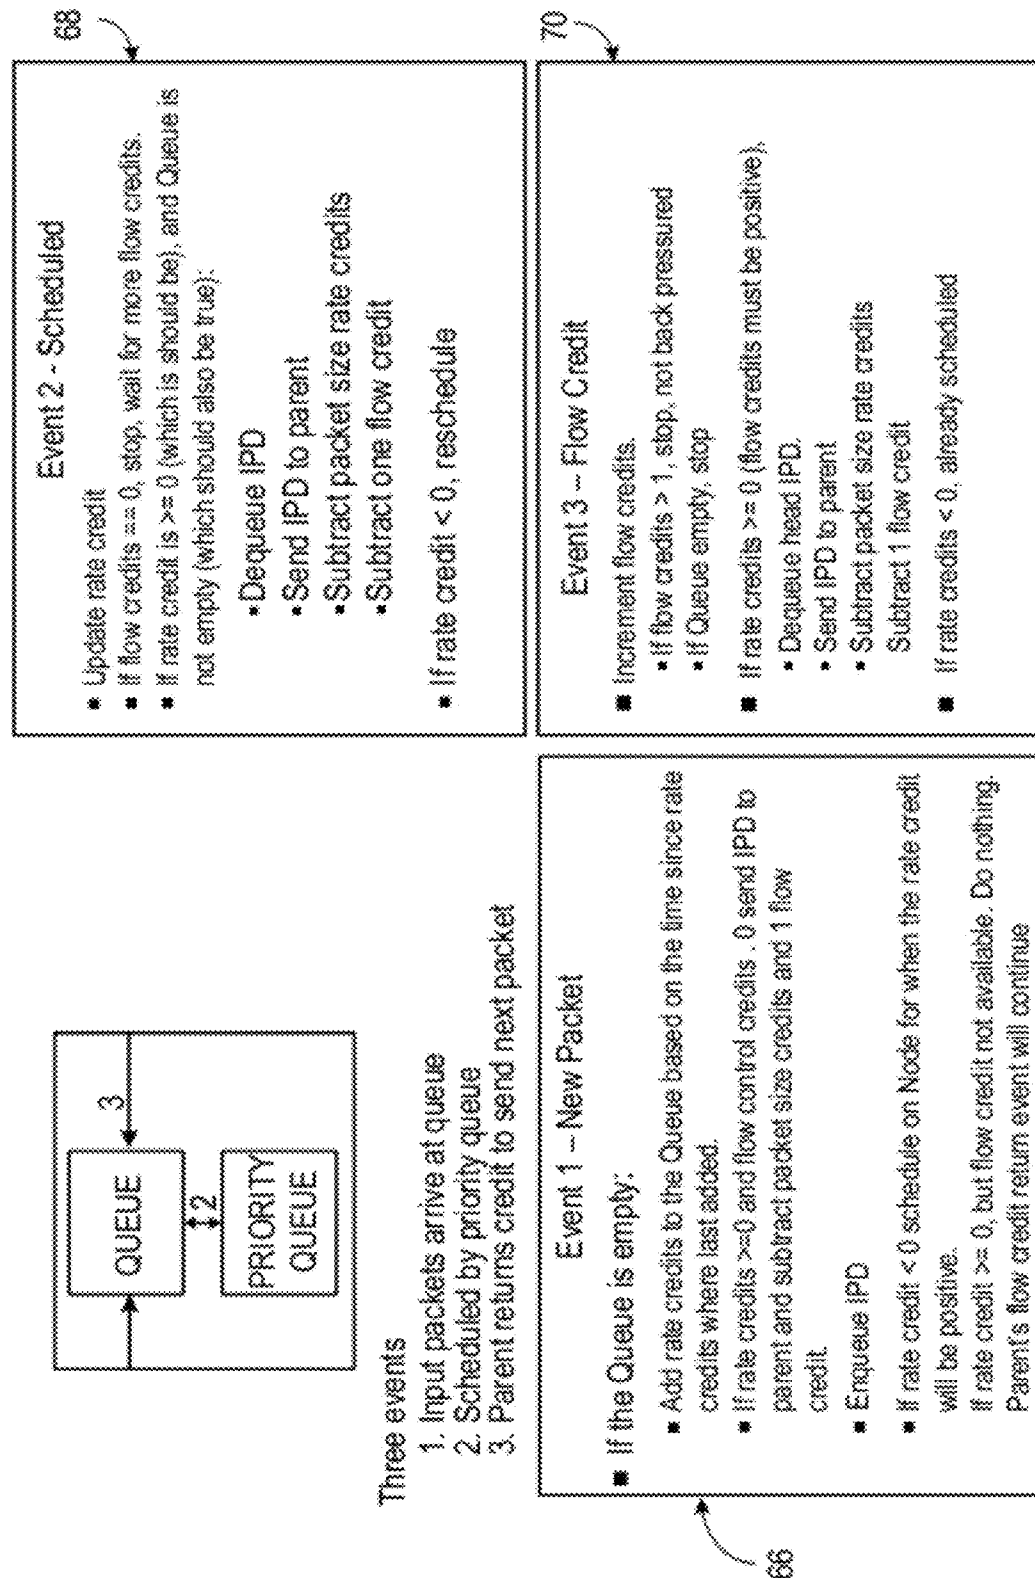 3
QUEUE
2
PRIORITY
QUEUE
Three events
1. Input packets arrive at queue
2. Scheduled by priority queue
3. Parent returns credit to send next packet
68
Event 2 - Scheduled
▪ Update rate credit
▪ If flow credits == 0, stop, wait for more flow credits.
▪ If rate credit is >= 0 (which is should be), and Queue is
not empty (which should also be true):
▪ Dequeue IPD
▪ Send IPD to parent
▪ Subtract packet size rate credits
▪ Subtract one flow credit
▪ If rate credit < 0, reschedule
66
Event 1 – New Packet
▪ If the Queue is empty:
▪ Add rate credits to the Queue based on the time since rate
credits where last added.
▪ If rate credits >=0 and flow control credits . 0 send IPD to
parent and subtract packet size credits and 1 flow
credit.
▪ Enqueue IPD
▪ If rate credit < 0 schedule on Node for when the rate credit
will be positive.
If rate credit >= 0, but flow credit not available. Do nothing.
Parent's flow credit return event will continue
70
Event 3 – Flow Credit
▪ Increment flow credits.
▪ If flow credits > 1, stop, not back pressured
▪ If Queue empty, stop
▪ If rate credits >= 0 (flow credits must be positive),
▪ Dequeue head IPD.
▪ Send IPD to parent
▪ Subtract packet size rate credits
Subtract 1 flow credit
▪ If rate credits < 0, already scheduled